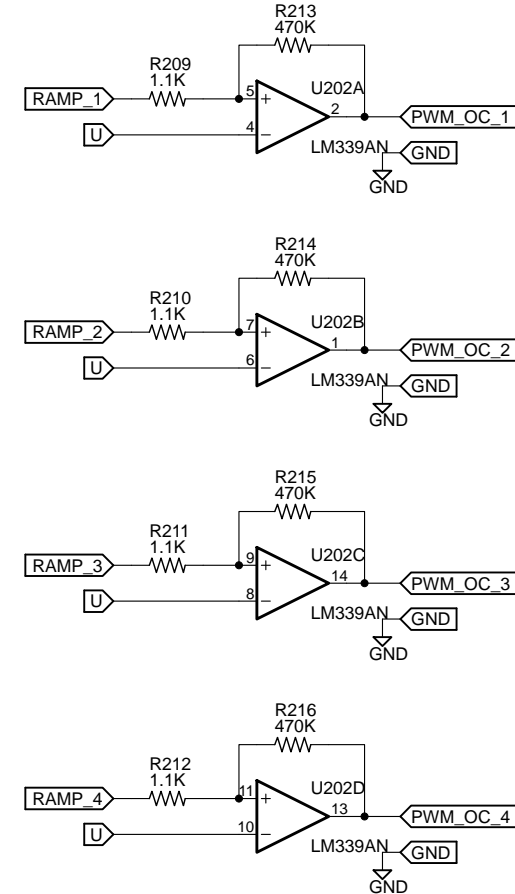 R213
470K
R209
1.1K
RAMP_1
5
+
U202A
2
PWM_OC_1
U
4
−
LM339AN
GND
GND
R214
470K
R210
1.1K
RAMP_2
7
+
U202B
1
PWM_OC_2
U
6
−
LM339AN
GND
GND
R215
470K
R211
1.1K
RAMP_3
9
+
U202C
14
PWM_OC_3
U
8
−
LM339AN
GND
GND
R216
470K
R212
1.1K
RAMP_4
11
+
U202D
13
PWM_OC_4
U
10
−
LM339AN
GND
GND